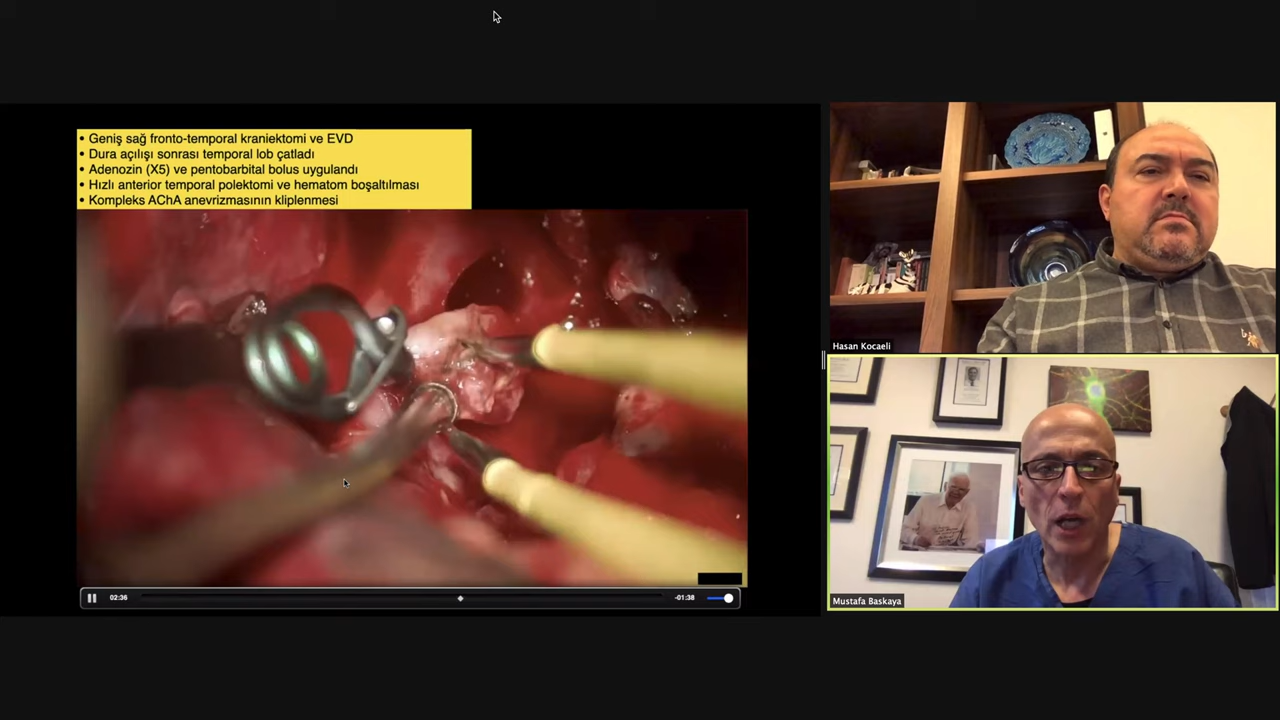 • Geniş sağ fronto-temporal kraniektomi ve EVD
• Dura açılışı sonrası temporal lob çatladı
• Adenozin (X5) ve pentobarbital bolus uygulandı
• Hızlı anterior temporal polektomi ve hematom boşaltılması
• Kompleks AChA anevrizmasının kliplenmesi
02:36
-01:38
Hasan Kocaeli
Mustafa Baskaya